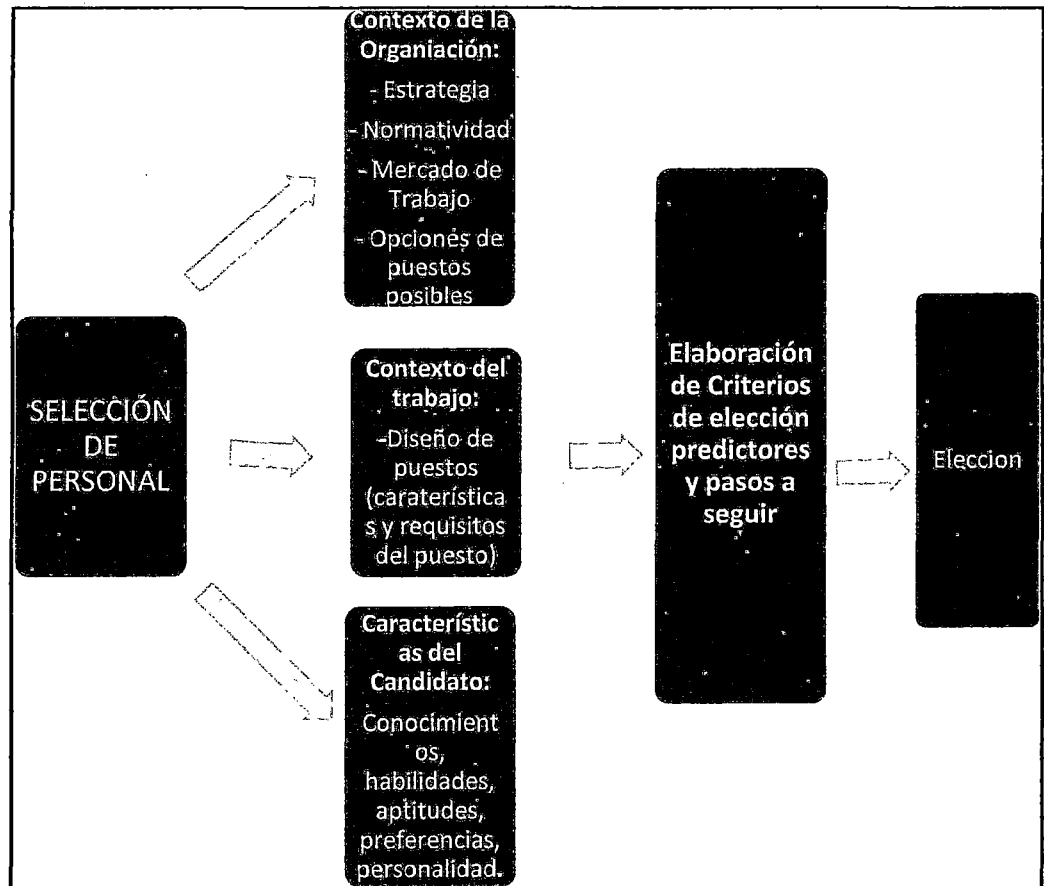 SELECCIÓN
DE
PERSONAL
Contexto de la
Organiación:
- Estrategia
- Normatividad
- Mercado de
Trabajo
- Opciones de
puestos
posibles
Contexto del
trabajo:
-Diseño de
puestos
(caraterística
s y requisitos
del puesto)
Característic
as del
Candidato:
Conocimient
os,
habilidades,
aptitudes,
preferencias,
personalidad.
Elaboración
de Criterios
de elección
predictores
y pasos a
seguir
Eleccion